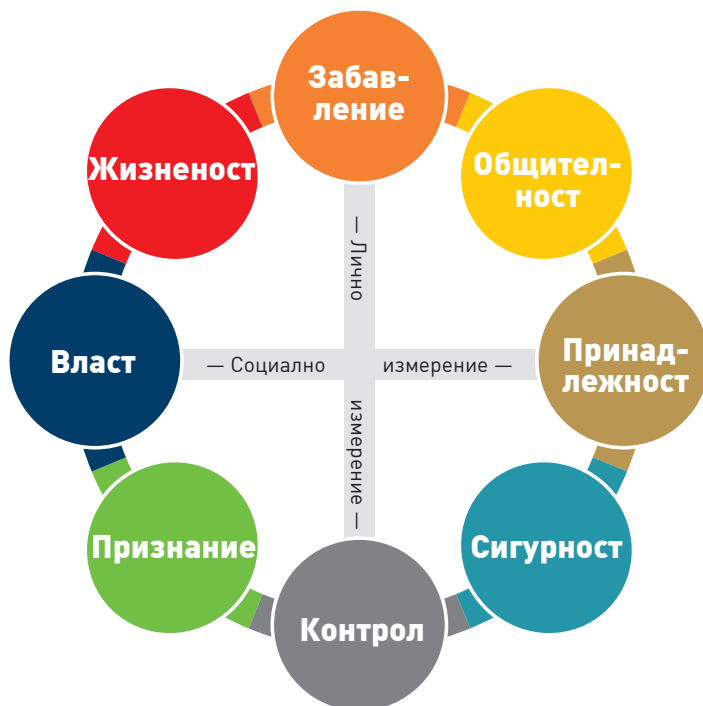 Забав-
ление
Жизненост
Общител-
ност
— Лично
Власт
— Социално
измерение —
Принад-
лежност
измерение —
Признание
Сигурност
Контрол